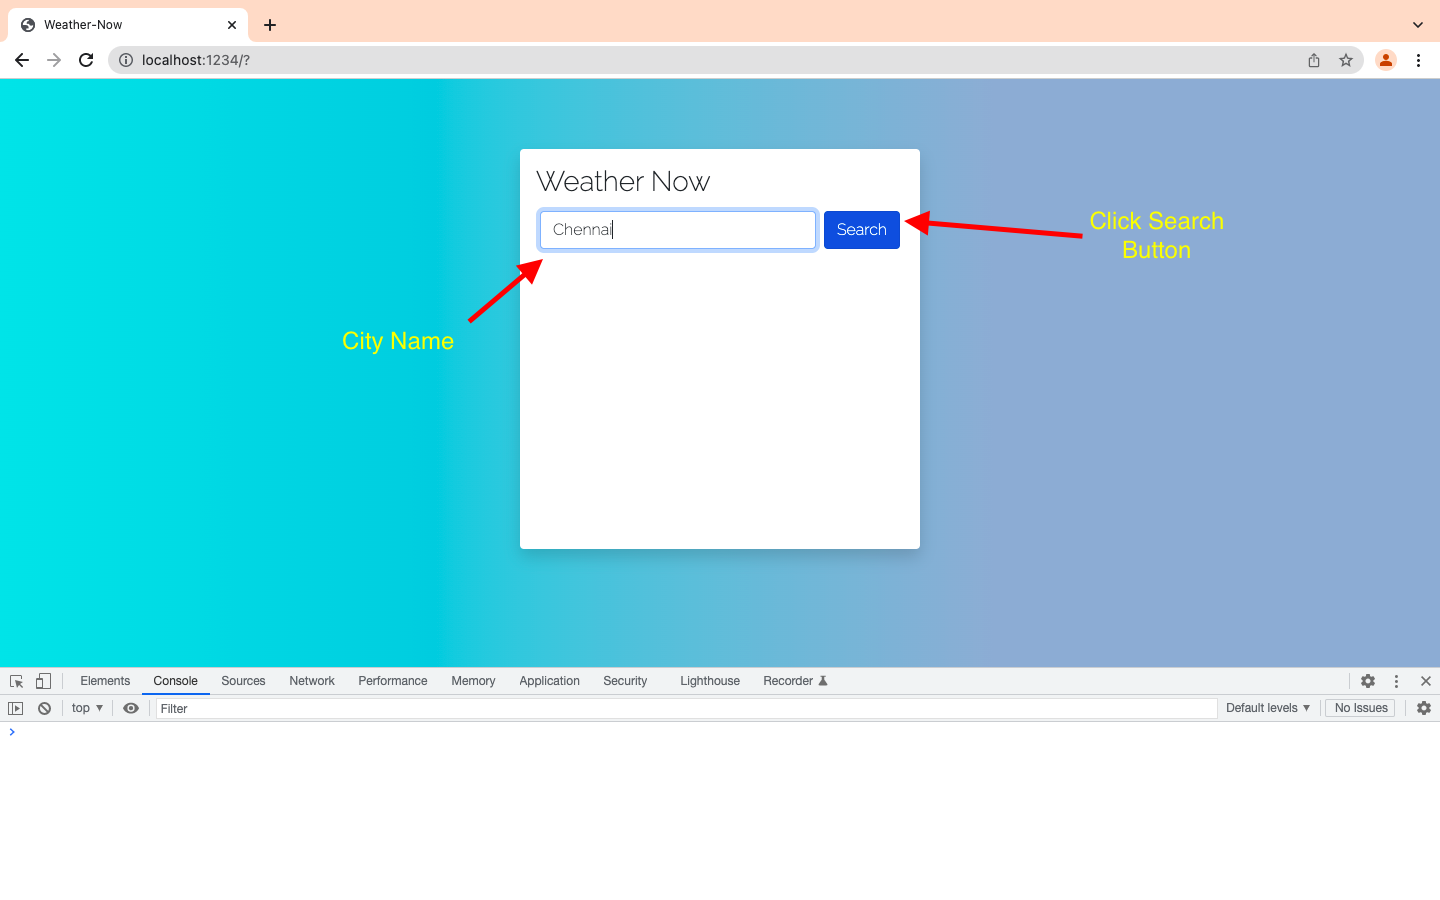 Weather-Now
localhost:1234/?
Weather Now
Chennai
Search
Click Search
Button
City Name
Elements Console Sources Network Performance Memory Application Security Lighthouse Recorder
top Filter Default levels No Issues